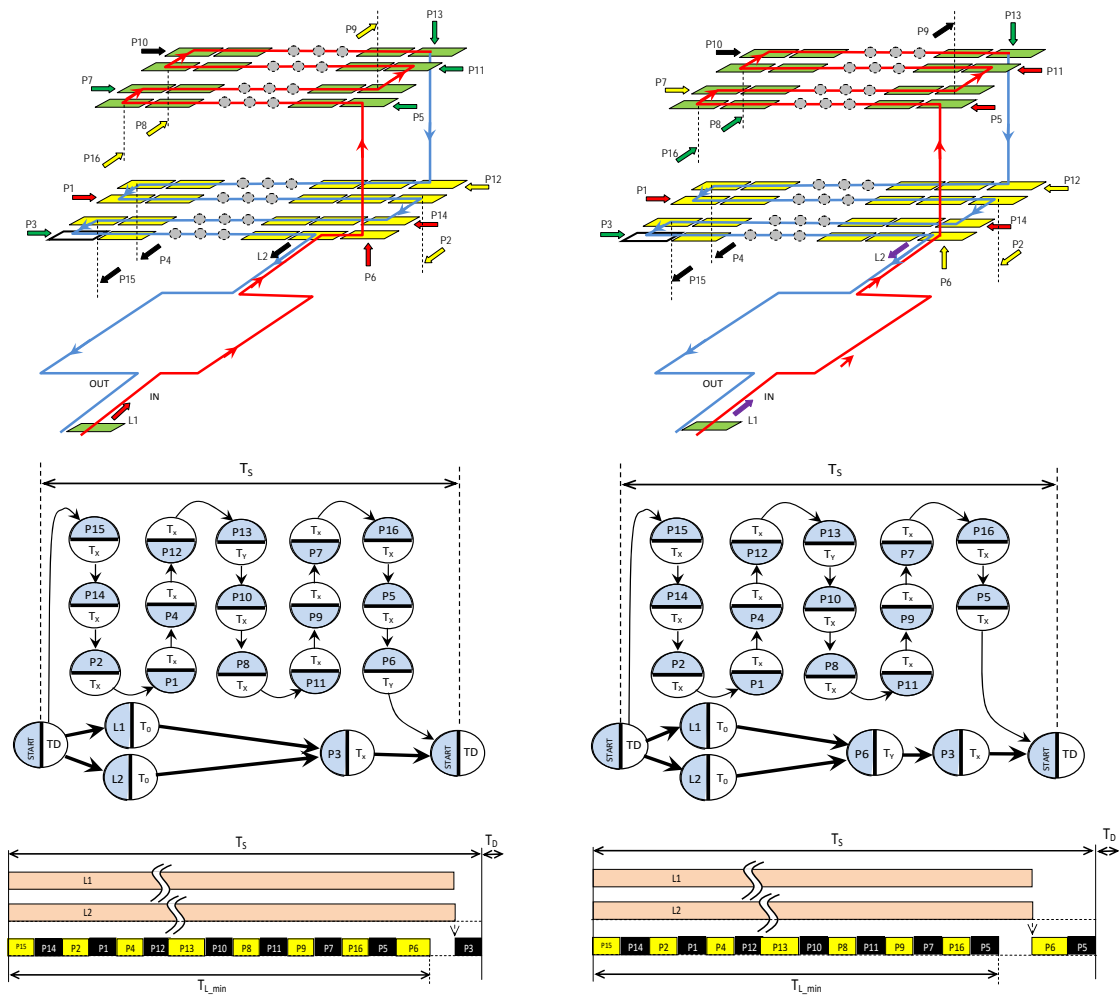 P9
P13
P10
P11
P7
P5
P8
P16
P12
P1
P14
P3
L2
P2
P4
P6
P15
OUT
IN
L1
P9
P13
P10
P11
P7
P5
P8
P16
P12
P1
P14
P3
L2
P2
P4
P6
P15
OUT
IN
L1
TS
P15 Tx
Tx P12
P13 TY
Tx P7
P16 Tx
P14 Tx
Tx P4
P10 Tx
Tx P9
P5 Tx
P2 Tx
Tx P1
P8 Tx
Tx P11
P6 TY
START TD
L1 T0
L2 T0
P3 Tx
START TD
TS
P15 Tx
Tx P12
P13 TY
Tx P7
P16 Tx
P14 Tx
Tx P4
P10 Tx
Tx P9
P5 Tx
P2 Tx
Tx P1
P8 Tx
Tx P11
START TD
L1 T0
L2 T0
P6 TY
P3 Tx
START TD
TS TD
L1
L2
P15 P14 P2 P1 P4 P12 P13 P10 P8 P11 P9 P7 P16 P5 P6 P3
TL_min
TS TD
L1
L2
P15 P14 P2 P1 P4 P12 P13 P10 P8 P11 P9 P7 P16 P5 P6 P5
TL_min